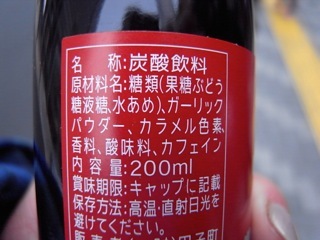 名 称:炭酸飲料
原材料名:糖類(果糖ぶどう
糖液糖、水あめ)、ガーリック
パウダー、カラメル色素、
香料、酸味料、カフェイン
内 容 量:200ml
賞味期限:キャップに記載
保存方法:高温・直射日光を
避けてください。